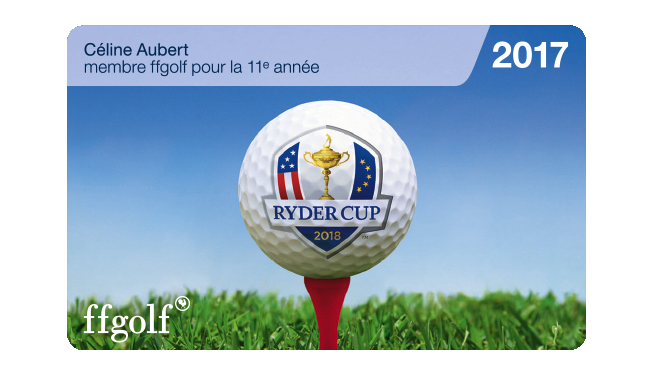 Céline Aubert
membre ffgolf pour la 11e année
2017
RYDER CUP
2018
ffgolf